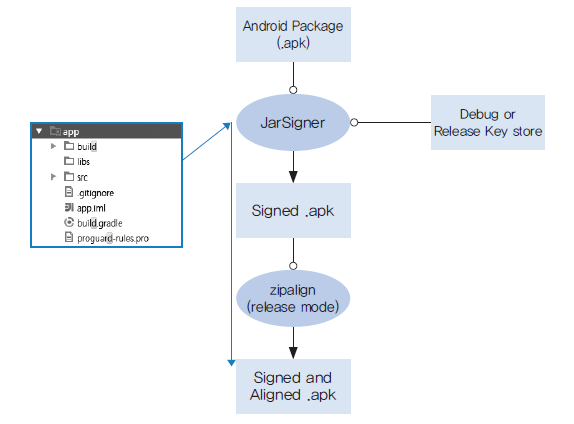 Android Package
(.apk)
JarSigner
Debug or
Release Key store
app
build
libs
src
.gitignore
app.iml
build.gradle
proguard-rules.pro
Signed .apk
zipalign
(release mode)
Signed and
Aligned .apk